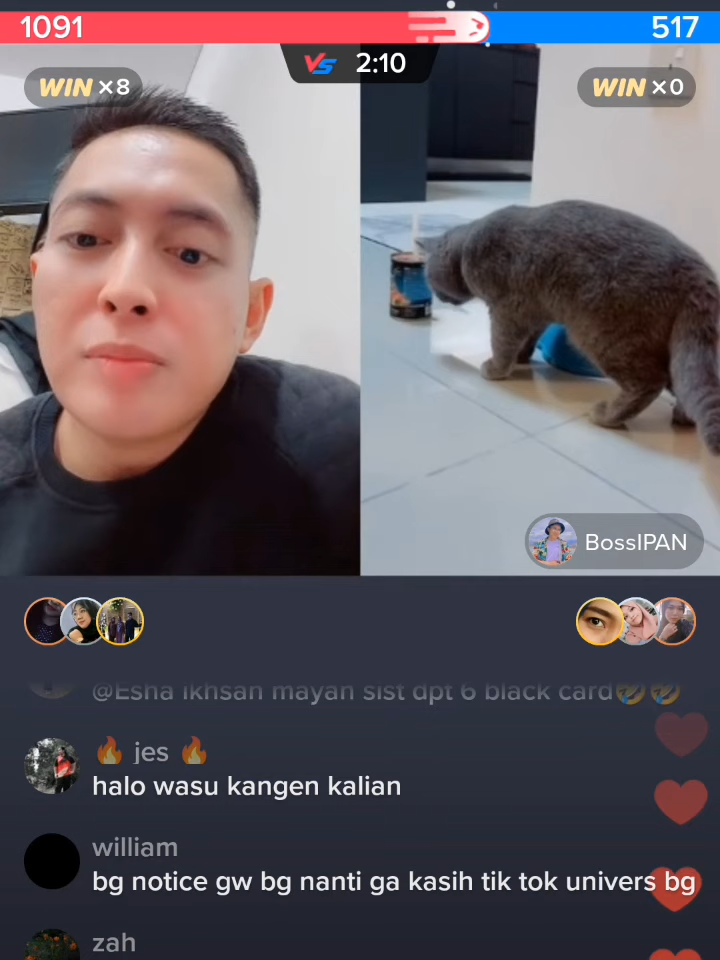 1091
517
VS 2:10
WIN ×8
WIN ×0
BossIPAN
@Esha Ikhsan mayan sist dpt 6 black card🤣🤣
🔥 jes 🔥
halo wasu kangen kalian
william
bg notice gw bg nanti ga kasih tik tok univers bg
zah